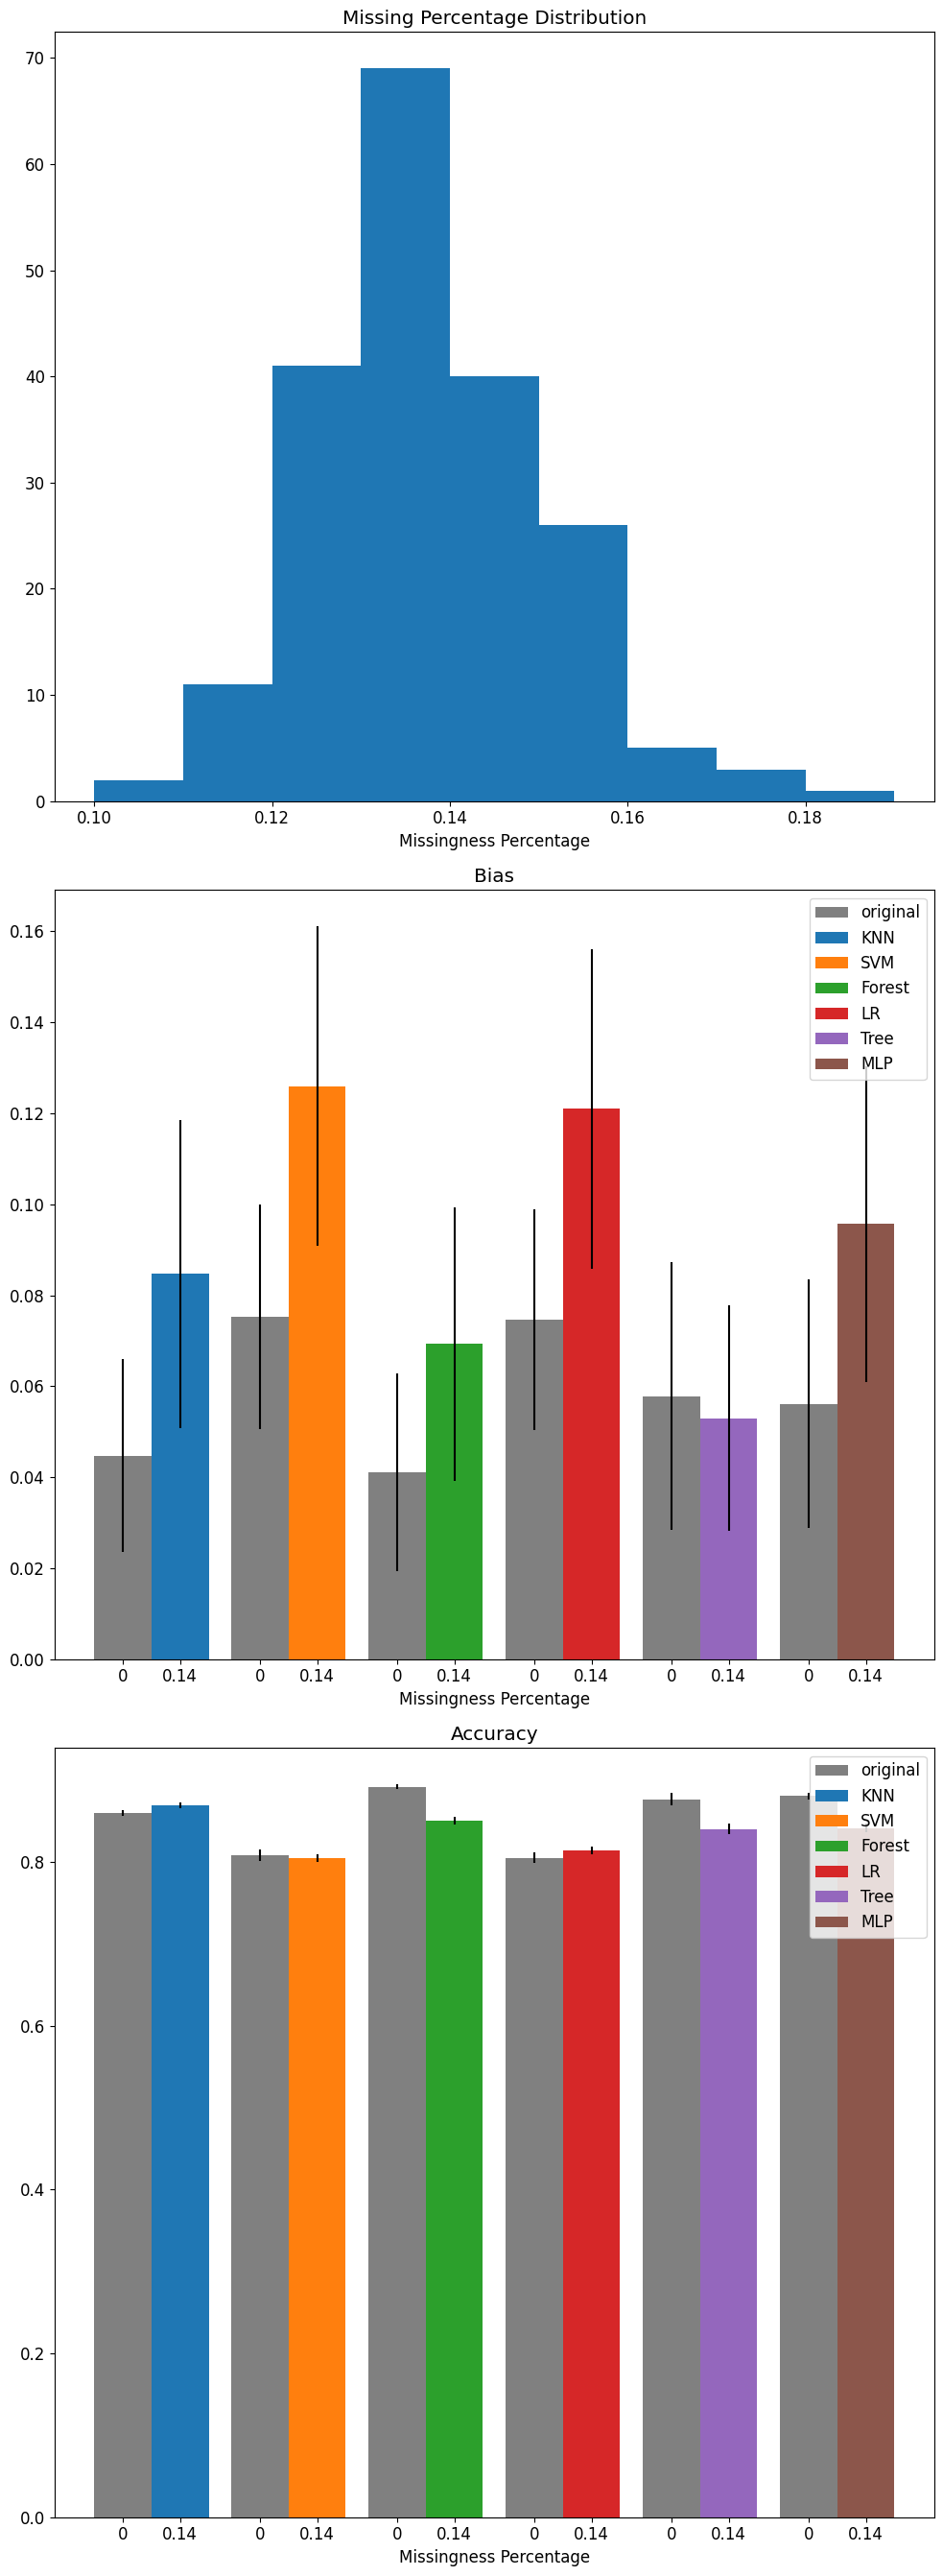 Missing Percentage Distribution
70
60
50
40
30
20
10
0
0.10 0.12 0.14 0.16 0.18
Missingness Percentage
Bias
original
KNN
SVM
Forest
LR
Tree
MLP
0.16
0.14
0.12
0.10
0.08
0.06
0.04
0.02
0.00
0 0.14 0 0.14 0 0.14 0 0.14 0 0.14 0 0.14
Missingness Percentage
Accuracy
original
KNN
SVM
Forest
LR
Tree
MLP
0.8
0.6
0.4
0.2
0.0
0 0.14 0 0.14 0 0.14 0 0.14 0 0.14 0 0.14
Missingness Percentage